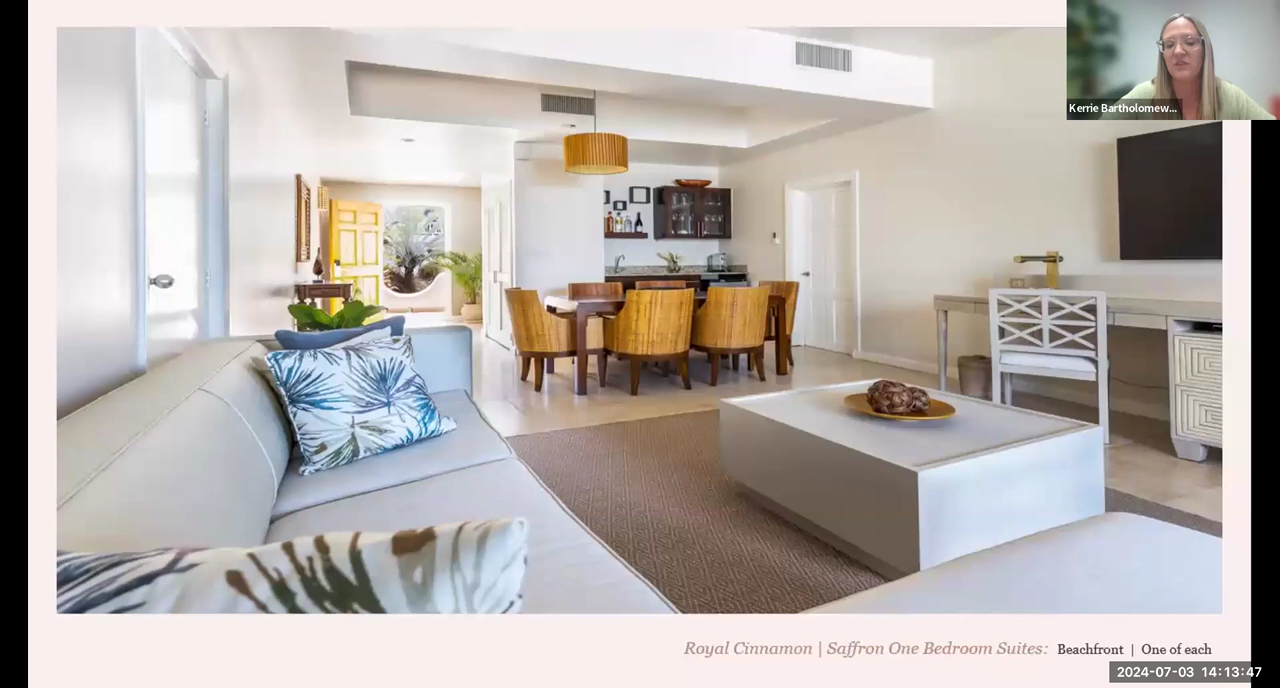 Kerrie Bartholomew...
Royal Cinnamon | Saffron One Bedroom Suites: Beachfront | One of each
2024-07-03 14:13:47